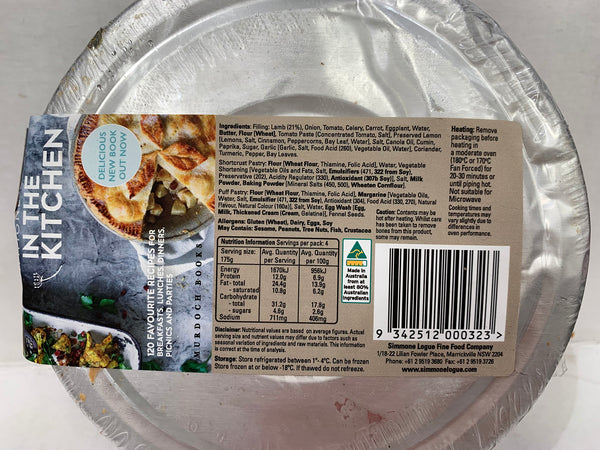 IN THE
KITCHEN
DELICIOUS
NEW BOOK
OUT NOW
120 FAVOURITE RECIPES FOR
BREAKFASTS, LUNCHES, DINNERS,
PICNICS AND PARTIES
MURDOCH BOOKS
Ingredients: Filling: Lamb (21%), Onion, Tomato, Celery, Carrot, Eggplant, Water,
Butter, Flour [Wheat], Tomato Paste [Concentrated Tomato, Salt], Preserved Lemon
[Lemons, Salt, Cinnamon, Peppercorns, Bay Leaf, Water], Salt, Canola Oil, Cumin,
Paprika, Sugar, Garlic [Garlic, Salt, Food Acid (260), Vegetable Oil, Water], Coriander,
Turmeric, Pepper, Bay Leaves.
Shortcrust Pastry: Flour [Wheat Flour, Thiamine, Folic Acid], Water, Vegetable
Shortening [Vegetable Oils and Fats, Salt, Emulsifiers (471, 322 from Soy),
Preservative (202), Acidity Regulator (330), Antioxidant (307b Soy)], Salt, Milk
Powder, Baking Powder [Mineral Salts (450, 500), Wheaten Cornflour].
Puff Pastry: Flour [Wheat Flour, Thiamine, Folic Acid], Margarine [Vegetable Oils,
Water, Salt, Emulsifier (471, 322 from Soy), Antioxidant (304), Food Acid (330, 270), Natural
Flavour, Natural Colour (160a)], Salt, Water, Egg Wash [Egg,
Milk, Thickened Cream (Cream, Gelatine)], Fennel Seeds.
Allergens: Gluten (Wheat), Dairy, Eggs, Soy
May Contain: Sesame, Peanuts, Tree Nuts, Fish, Crustacea
Nutrition Information Servings per pack: 4
Serving size: Avg. Quantity Avg. Quantity
175g per Serving per 100g
Energy 1670kJ 956kJ
Protein 12.0g 6.9g
Fat - total 24.4g 13.9g
- saturated 10.8g 6.2g
Carbohydrate
- total 31.2g 17.8g
- sugars 4.6g 2.6g
Sodium 711mg 406mg
Disclaimer: Nutritional values are based on average figures. Actual
serving size and nutrient values may differ due to factors such as
seasonal variation of ingredients and raw materials. This information
is correct at the time of analysis.
Storage: Store refrigerated between 1°- 4°C. Can be frozen
Store frozen at or below -18°C. If thawed do not refreeze.
Made in
Australia
from at
least 80%
Australian
ingredients
Heating: Remove
packaging before
heating in
a moderate oven
(180°C or 170°C
Fan Forced) for
20-30 minutes or
until piping hot.
Not suitable for
Microwave
Cooking times and
temperatures may
vary slightly due to
differences in
oven performance.
Caution: Contents may be
hot after heating. Whilst care
has been taken to remove
bones from this product,
some may remain.
9 342512 000323 >
Simmone Logue Fine Food Company
1/18-22 Lilian Fowler Place, Marrickville NSW 2204
Phone: +61 2 9519 3680 Fax: +61 2 9519 3726
www.simmonelogue.com